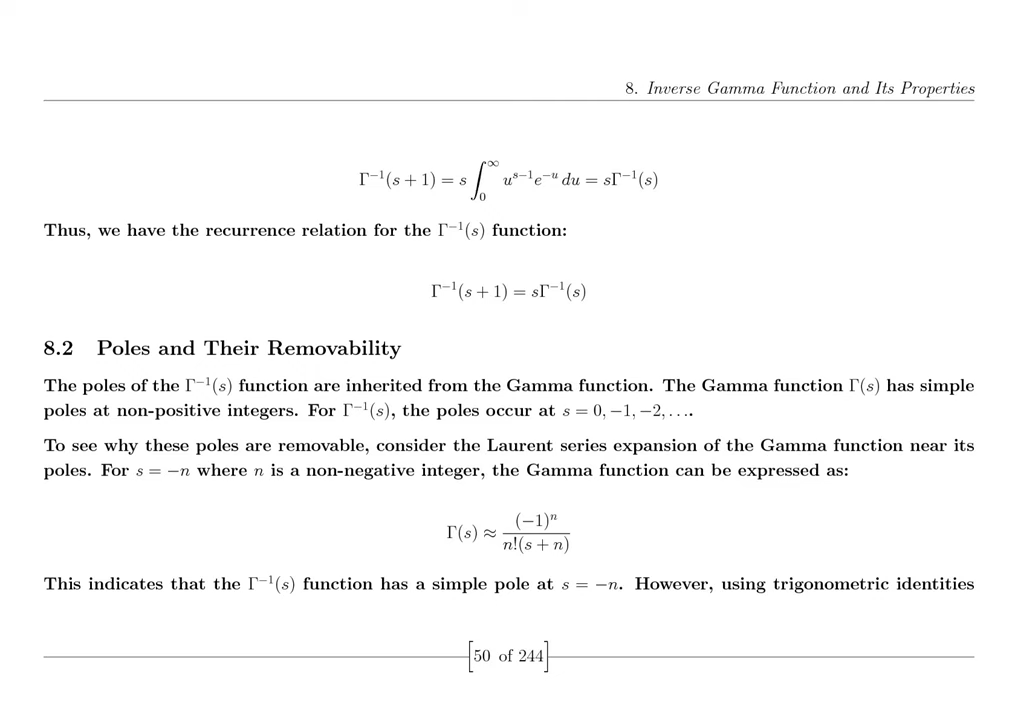 8. Inverse Gamma Function and Its Properties
Γ⁻¹(s + 1) = s ∫₀^∞ u^{s−1}e^{−u} du = sΓ⁻¹(s)
Thus, we have the recurrence relation for the Γ⁻¹(s) function:
Γ⁻¹(s + 1) = sΓ⁻¹(s)
8.2 Poles and Their Removability
The poles of the Γ⁻¹(s) function are inherited from the Gamma function. The Gamma function Γ(s) has simple
poles at non-positive integers. For Γ⁻¹(s), the poles occur at s = 0, −1, −2, . . ..
To see why these poles are removable, consider the Laurent series expansion of the Gamma function near its
poles. For s = −n where n is a non-negative integer, the Gamma function can be expressed as:
Γ(s) ≈ (−1)ⁿ / n!(s + n)
This indicates that the Γ⁻¹(s) function has a simple pole at s = −n. However, using trigonometric identities
[50 of 244]